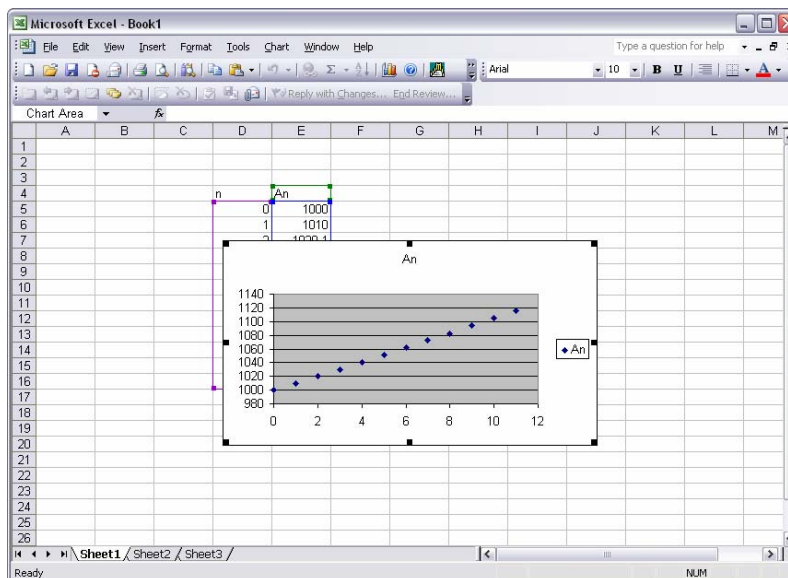 Microsoft Excel - Book1
File Edit View Insert Format Tools Chart Window Help Type a question for help
Arial 10 B U A
Reply with Changes... End Review...
Chart Area fx
A B C D E F G H I J K L M
1
2
3
4 n An
5 0 1000
6 1 1010
7
8 An
9
10
11 1140
12 1120
13 1100
14 1080
15 1060 An
16 1040
17 1020
18 1000
19 980
20 0 2 4 6 8 10 12
21
22
23
24
25
26
Sheet1 Sheet2 Sheet3
Ready NUM